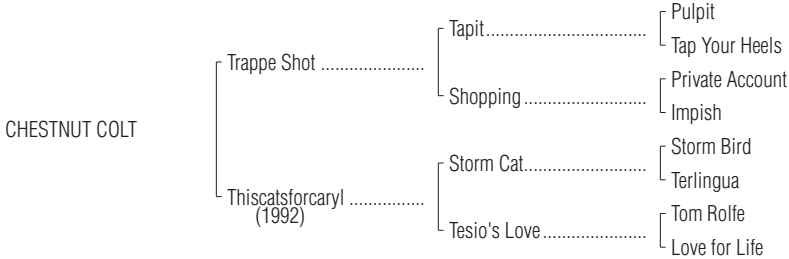 Pulpit
Tapit..................................
Tap Your Heels
Trappe Shot ......................
Private Account
Shopping..........................
Impish
CHESTNUT COLT
Storm Bird
Storm Cat..........................
Terlingua
Thiscatsforcaryl ................
(1992)
Tom Rolfe
Tesio's Love......................
Love for Life